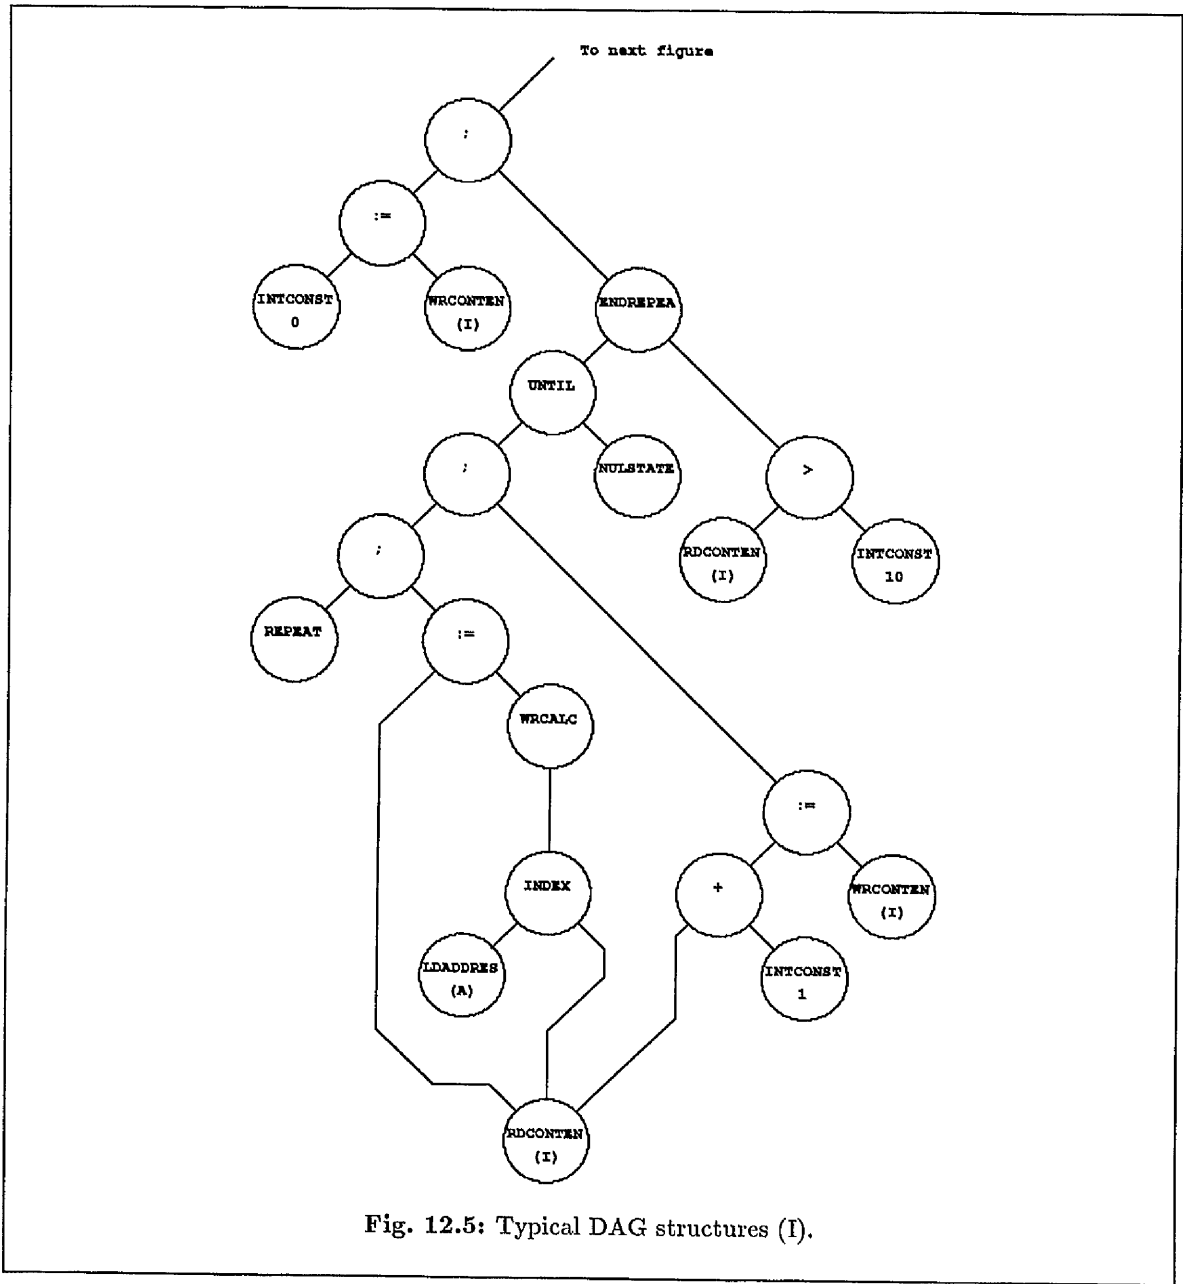 To next figure
;
:=
INTCONST
0
WRCONTEN
(I)
ENDREPEA
UNTIL
;
NULSTATE
>
RDCONTEN
(I)
INTCONST
10
;
REPEAT
:=
WRCALC
:=
INDEX
+
WRCONTEN
(I)
LDADDRES
(A)
INTCONST
1
RDCONTEN
(I)
Fig. 12.5: Typical DAG structures (I).